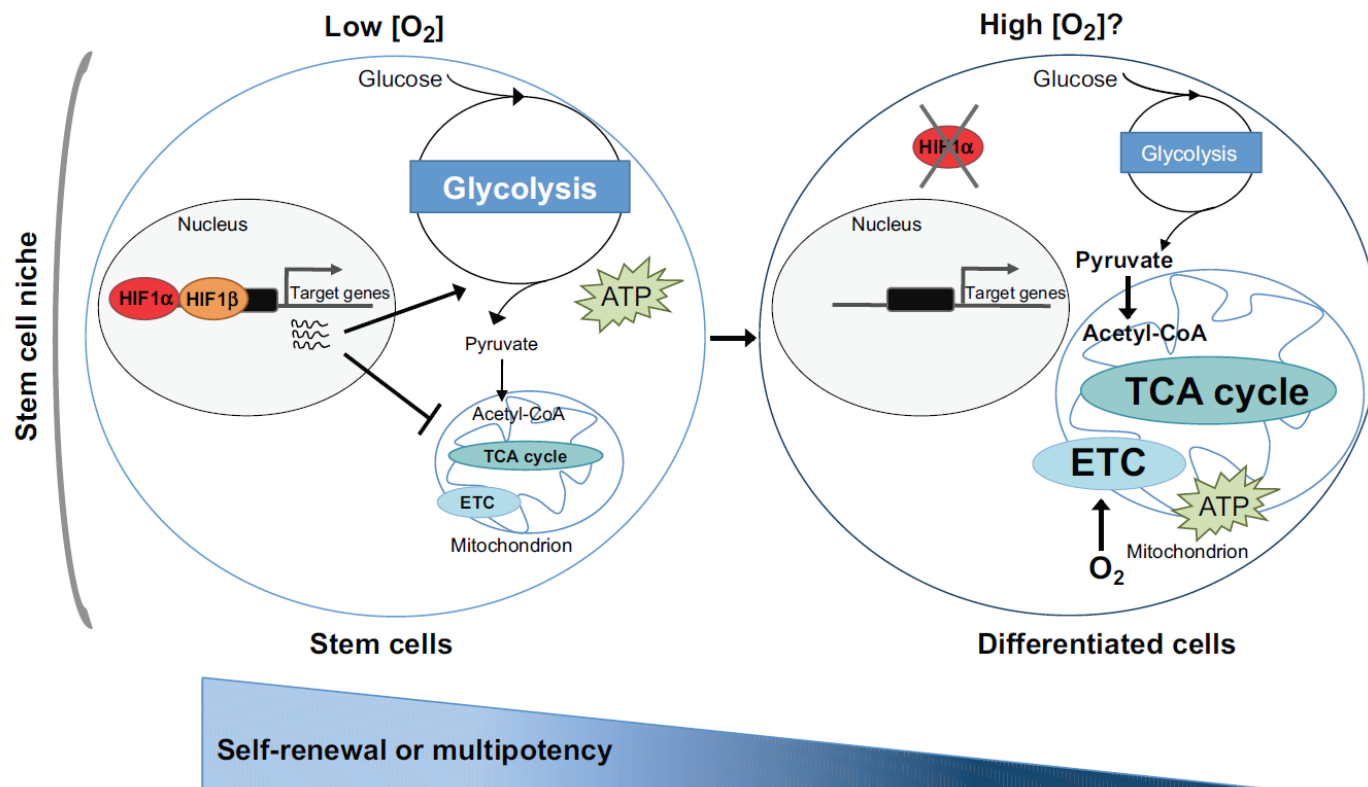 Low [O2]
High [O2]?
Stem cell niche
Glucose
Glycolysis
Nucleus
HIF1α
HIF1β
Target genes
ATP
Pyruvate
Acetyl-CoA
TCA cycle
ETC
Mitochondrion
Stem cells
Glucose
HIF1α
Glycolysis
Nucleus
Target genes
Pyruvate
Acetyl-CoA
TCA cycle
ETC
ATP
Mitochondrion
O2
Differentiated cells
Self-renewal or multipotency